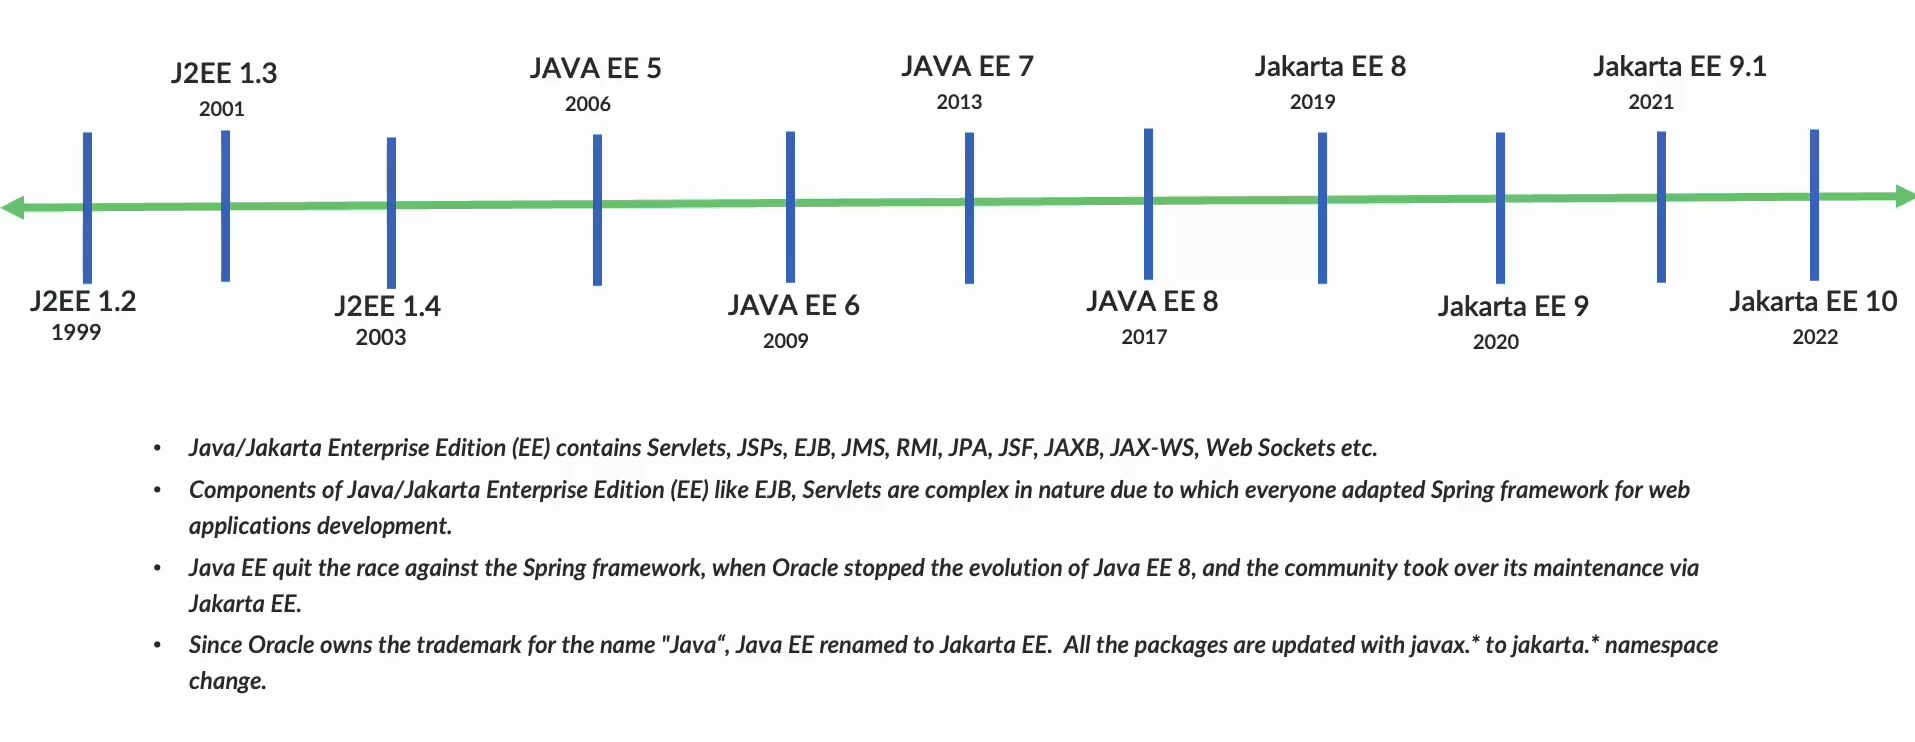 J2EE 1.3
2001
JAVA EE 5
2006
JAVA EE 7
2013
Jakarta EE 8
2019
Jakarta EE 9.1
2021
J2EE 1.2
1999
J2EE 1.4
2003
JAVA EE 6
2009
JAVA EE 8
2017
Jakarta EE 9
2020
Jakarta EE 10
2022
• Java/Jakarta Enterprise Edition (EE) contains Servlets, JSPs, EJB, JMS, RMI, JPA, JSF, JAXB, JAX-WS, Web Sockets etc.
• Components of Java/Jakarta Enterprise Edition (EE) like EJB, Servlets are complex in nature due to which everyone adapted Spring framework for web
applications development.
• Java EE quit the race against the Spring framework, when Oracle stopped the evolution of Java EE 8, and the community took over its maintenance via
Jakarta EE.
• Since Oracle owns the trademark for the name "Java“, Java EE renamed to Jakarta EE.  All the packages are updated with javax.* to jakarta.* namespace
change.